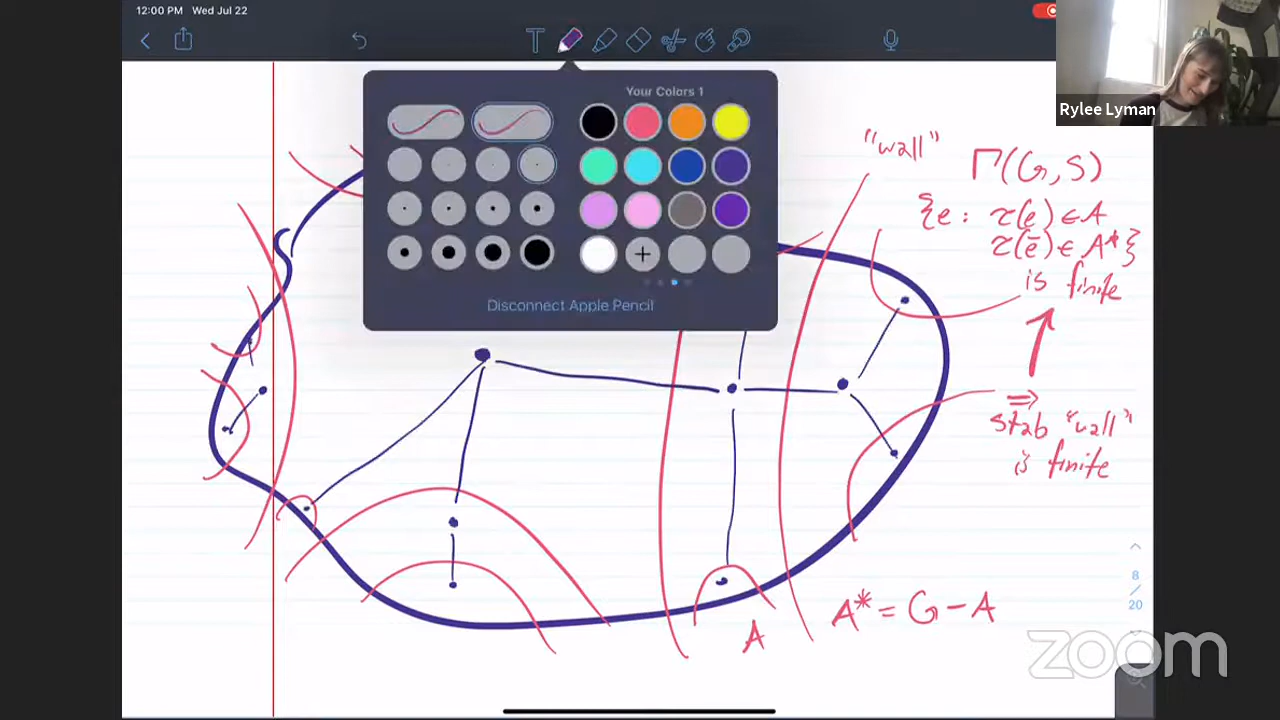 12:00 PM Wed Jul 22
Your Colors 1
Disconnect Apple Pencil
Rylee Lyman
"wall"
Γ(G, S)
{e : τ(e) ∈ A
τ(ē) ∈ A* }
is finite
⇒
stab "wall"
is finite
8
/
20
A* = G - A
A
zoom